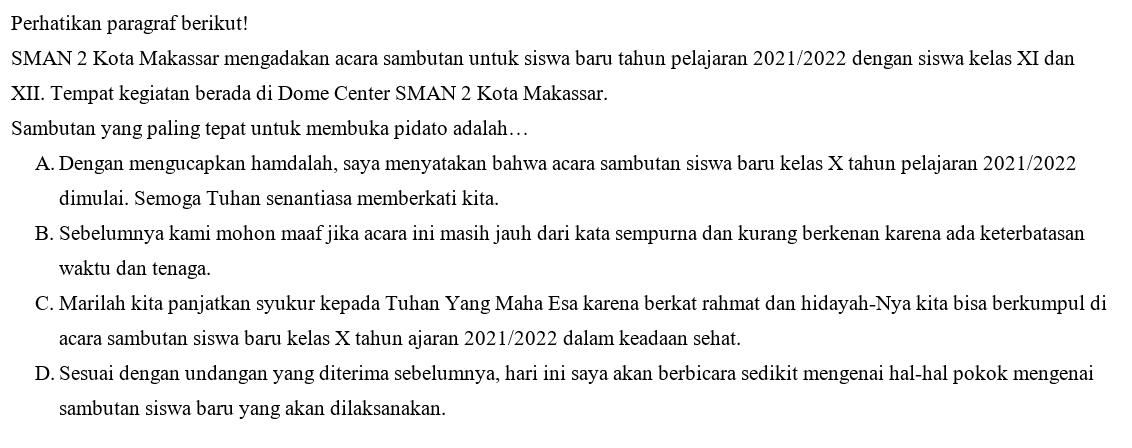 Perhatikan paragraf berikut!
SMAN 2 Kota Makassar mengadakan acara sambutan untuk siswa baru tahun pelajaran 2021/2022 dengan siswa kelas XI dan
XII. Tempat kegiatan berada di Dome Center SMAN 2 Kota Makassar.
Sambutan yang paling tepat untuk membuka pidato adalah…
A. Dengan mengucapkan hamdalah, saya menyatakan bahwa acara sambutan siswa baru kelas X tahun pelajaran 2021/2022
dimulai. Semoga Tuhan senantiasa memberkati kita.
B. Sebelumnya kami mohon maaf jika acara ini masih jauh dari kata sempurna dan kurang berkenan karena ada keterbatasan
waktu dan tenaga.
C. Marilah kita panjatkan syukur kepada Tuhan Yang Maha Esa karena berkat rahmat dan hidayah-Nya kita bisa berkumpul di
acara sambutan siswa baru kelas X tahun ajaran 2021/2022 dalam keadaan sehat.
D. Sesuai dengan undangan yang diterima sebelumnya, hari ini saya akan berbicara sedikit mengenai hal-hal pokok mengenai
sambutan siswa baru yang akan dilaksanakan.